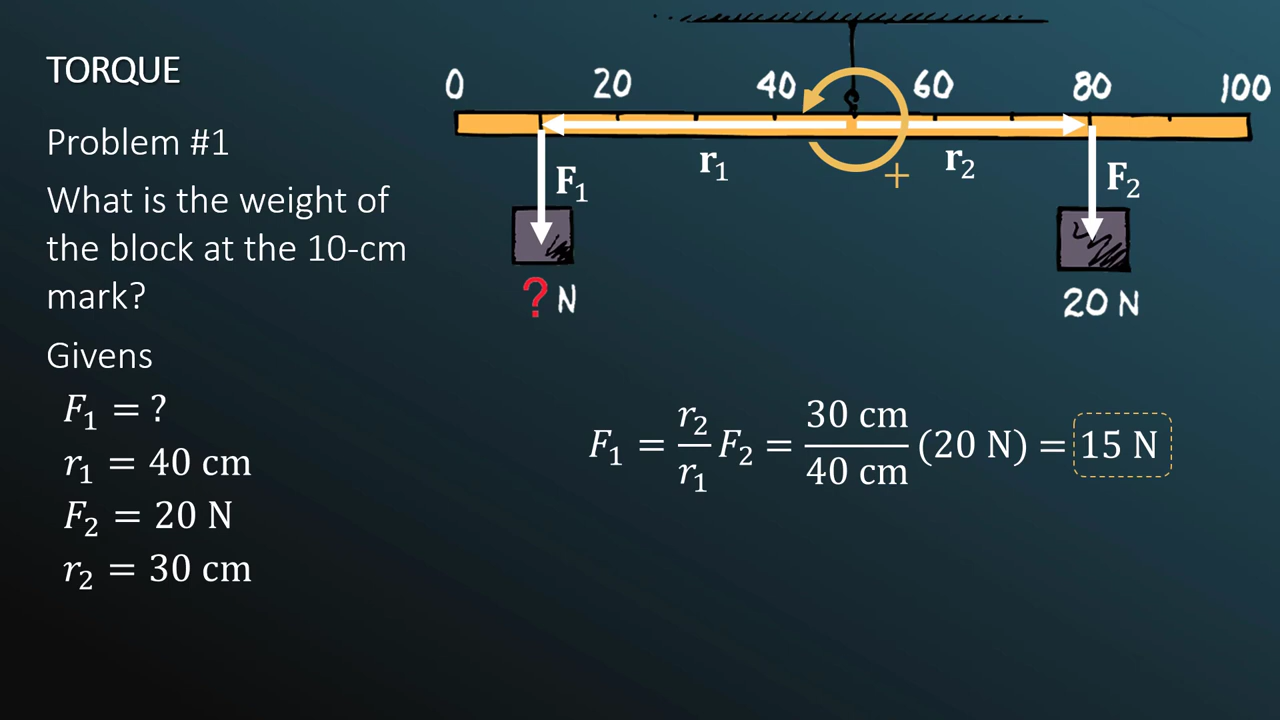 TORQUE
Problem #1
What is the weight of
the block at the 10-cm
mark?
Givens
F₁ = ?
r₁ = 40 cm
F₂ = 20 N
r₂ = 30 cm
0 20 40 60 80 100
r₁ r₂
F₁ F₂
+
? N 20 N
F₁ = r₂/r₁ F₂ = 30 cm/40 cm (20 N) = 15 N